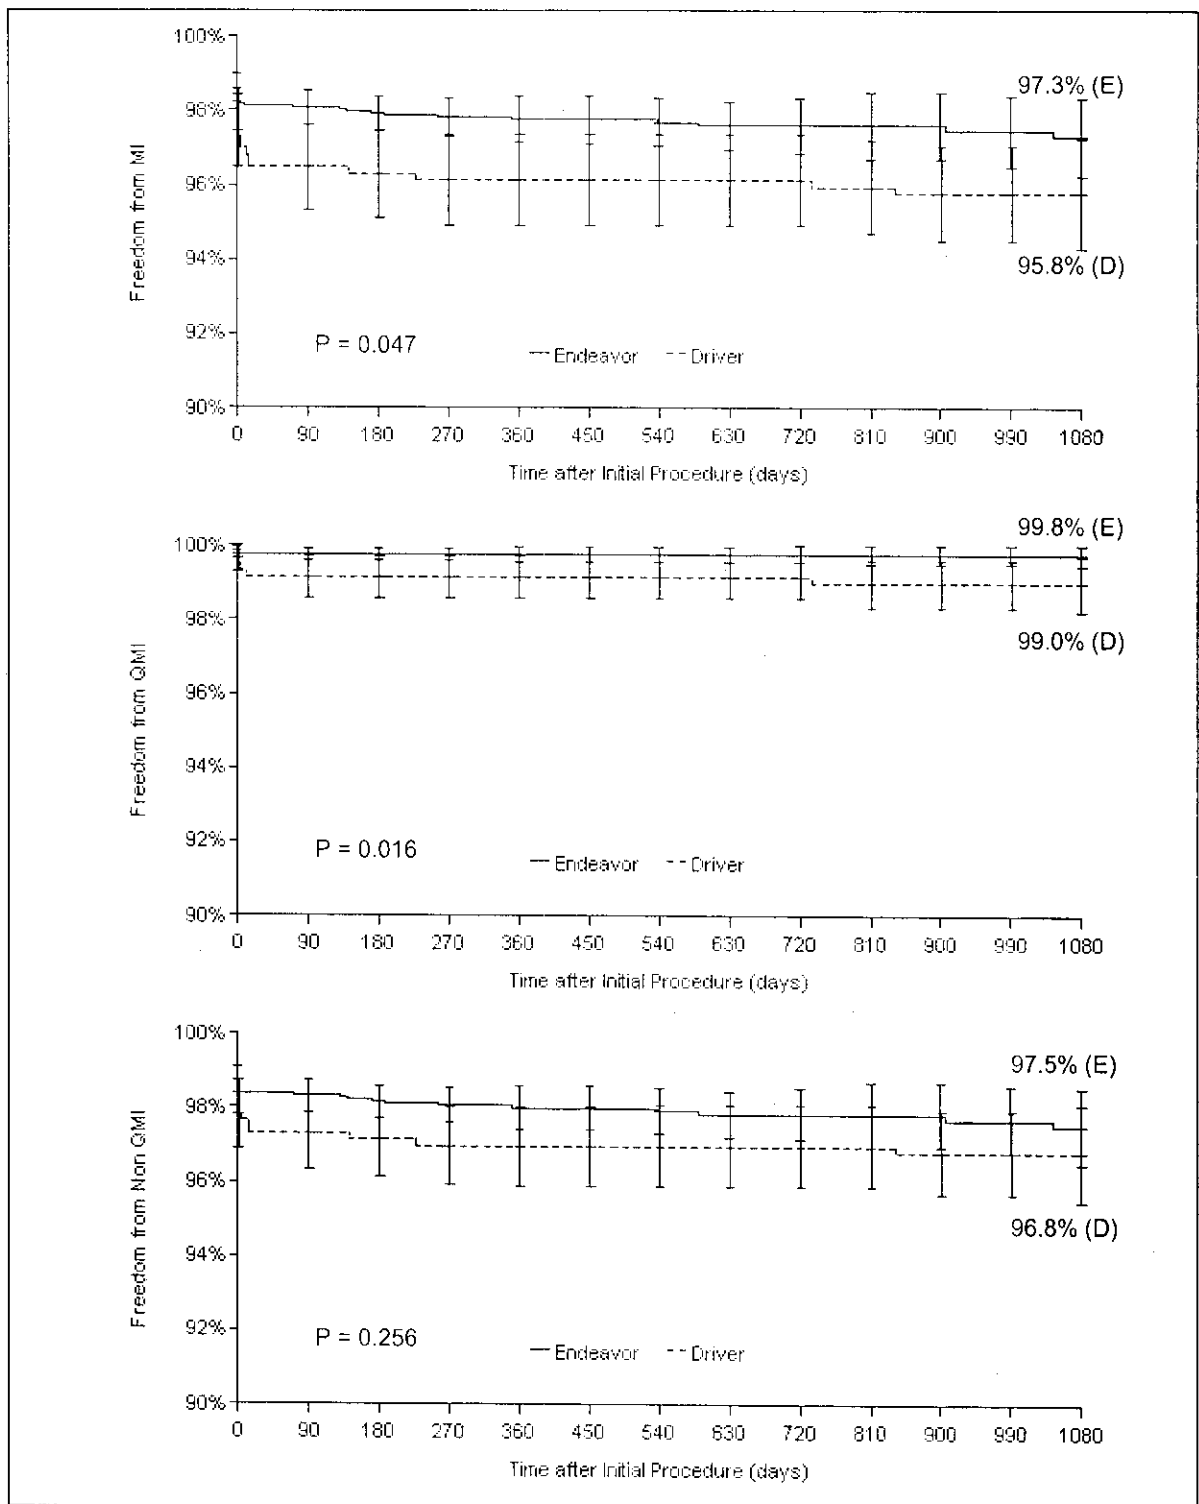 100%
98%
96%
94%
92%
90%
Freedom from MI
97.3% (E)
95.8% (D)
P = 0.047
Endeavor Driver
0 90 180 270 360 450 540 630 720 810 900 990 1080
Time after Initial Procedure (days)
100%
98%
96%
94%
92%
90%
Freedom from QMI
99.8% (E)
99.0% (D)
P = 0.016
Endeavor Driver
0 90 180 270 360 450 540 630 720 810 900 990 1080
Time after Initial Procedure (days)
100%
98%
96%
94%
92%
90%
Freedom from Non QMI
97.5% (E)
96.8% (D)
P = 0.256
Endeavor Driver
0 90 180 270 360 450 540 630 720 810 900 990 1080
Time after Initial Procedure (days)